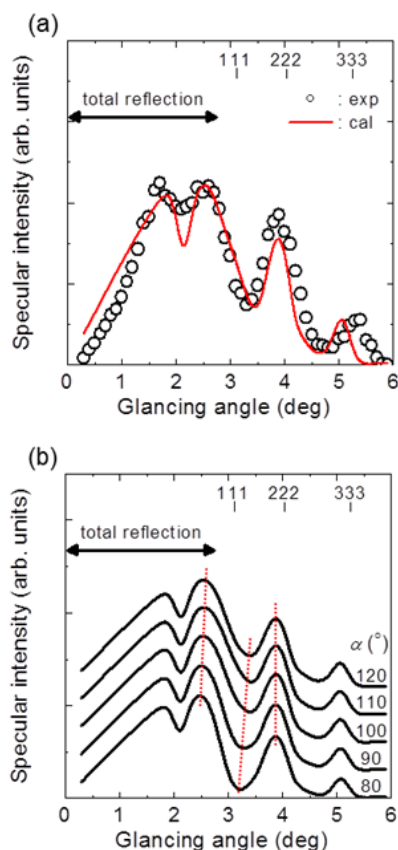 (a)
111 222 333
total reflection
: exp
: cal
Specular intensity (arb. units)
0 1 2 3 4 5 6
Glancing angle (deg)
(b)
111 222 333
total reflection
α (°)
120
110
100
90
80
Specular intensity (arb. units)
0 1 2 3 4 5 6
Glancing angle (deg)